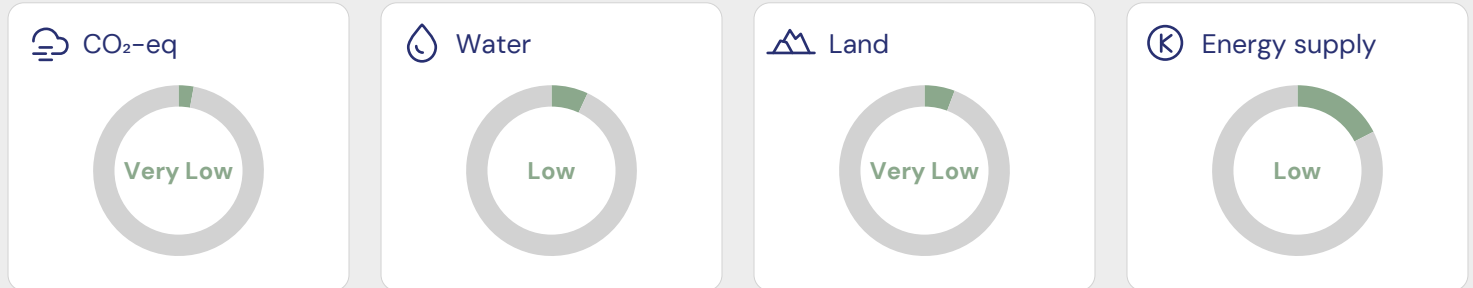 CO₂-eq
Very Low
Water
Low
Land
Very Low
Energy supply
Low